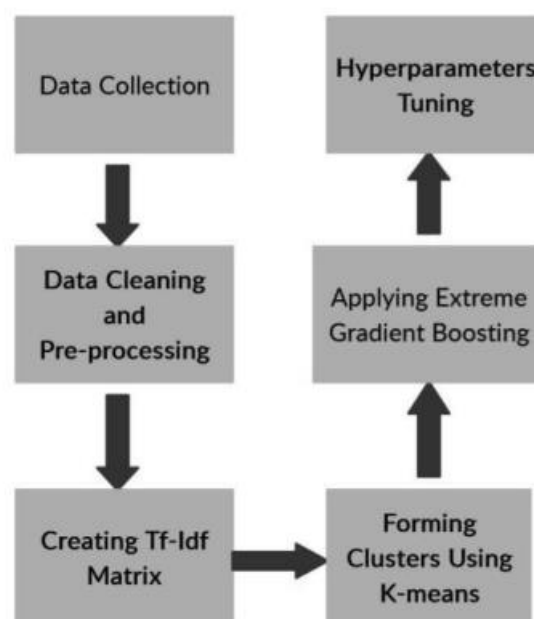 Data Collection
Data Cleaning
and
Pre-processing
Creating Tf-Idf
Matrix
Forming
Clusters Using
K-means
Applying Extreme
Gradient Boosting
Hyperparameters
Tuning